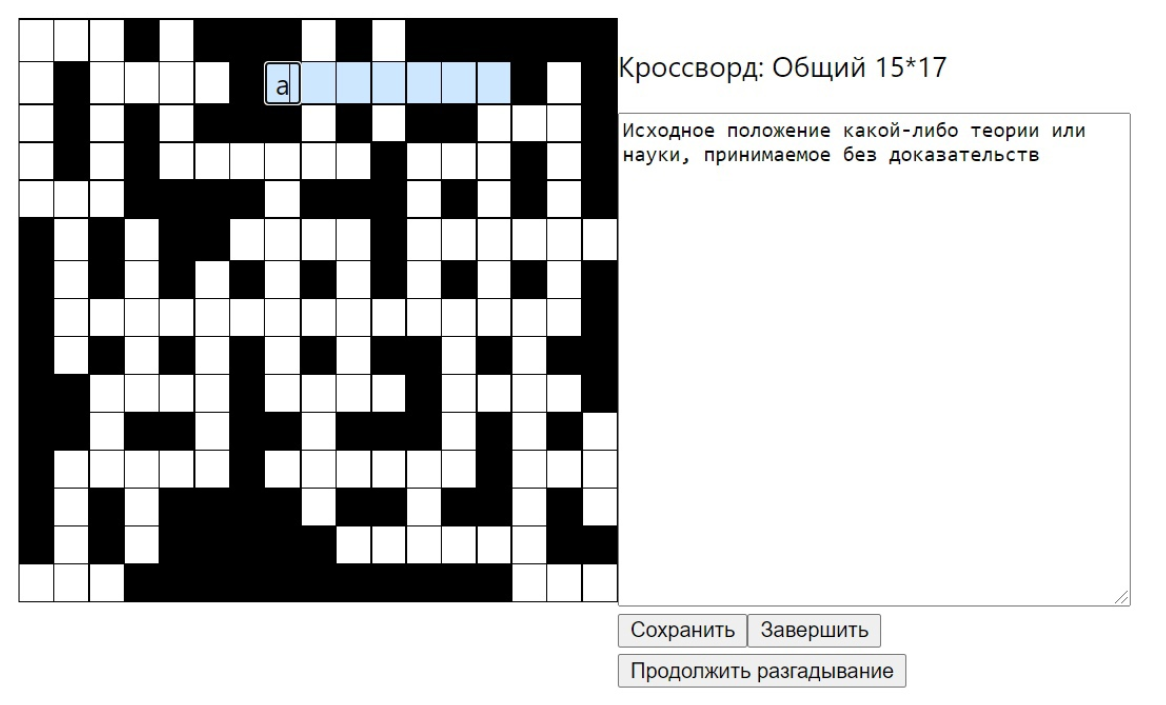 Кроссворд: Общий 15*17
а
Исходное положение какой-либо теории или
науки, принимаемое без доказательств
Сохранить Завершить
Продолжить разгадывание